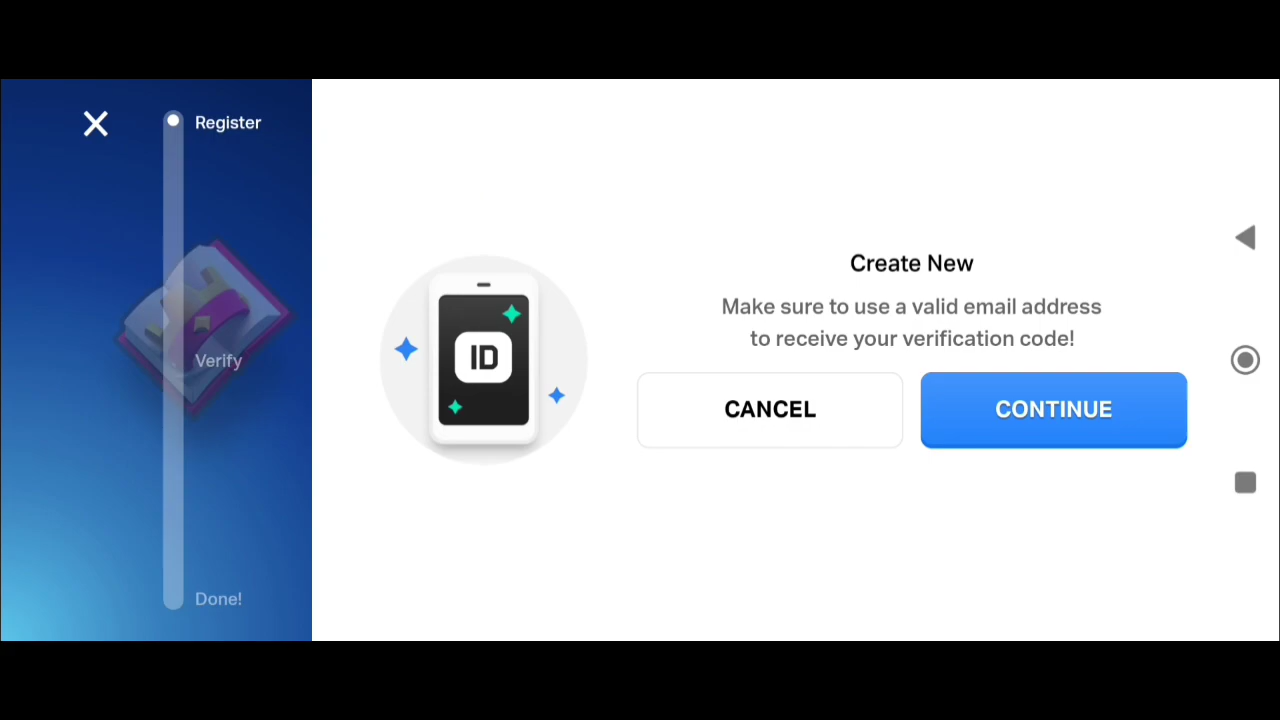 Register
Verify
Done!
ID
Create New
Make sure to use a valid email address
to receive your verification code!
CANCEL
CONTINUE